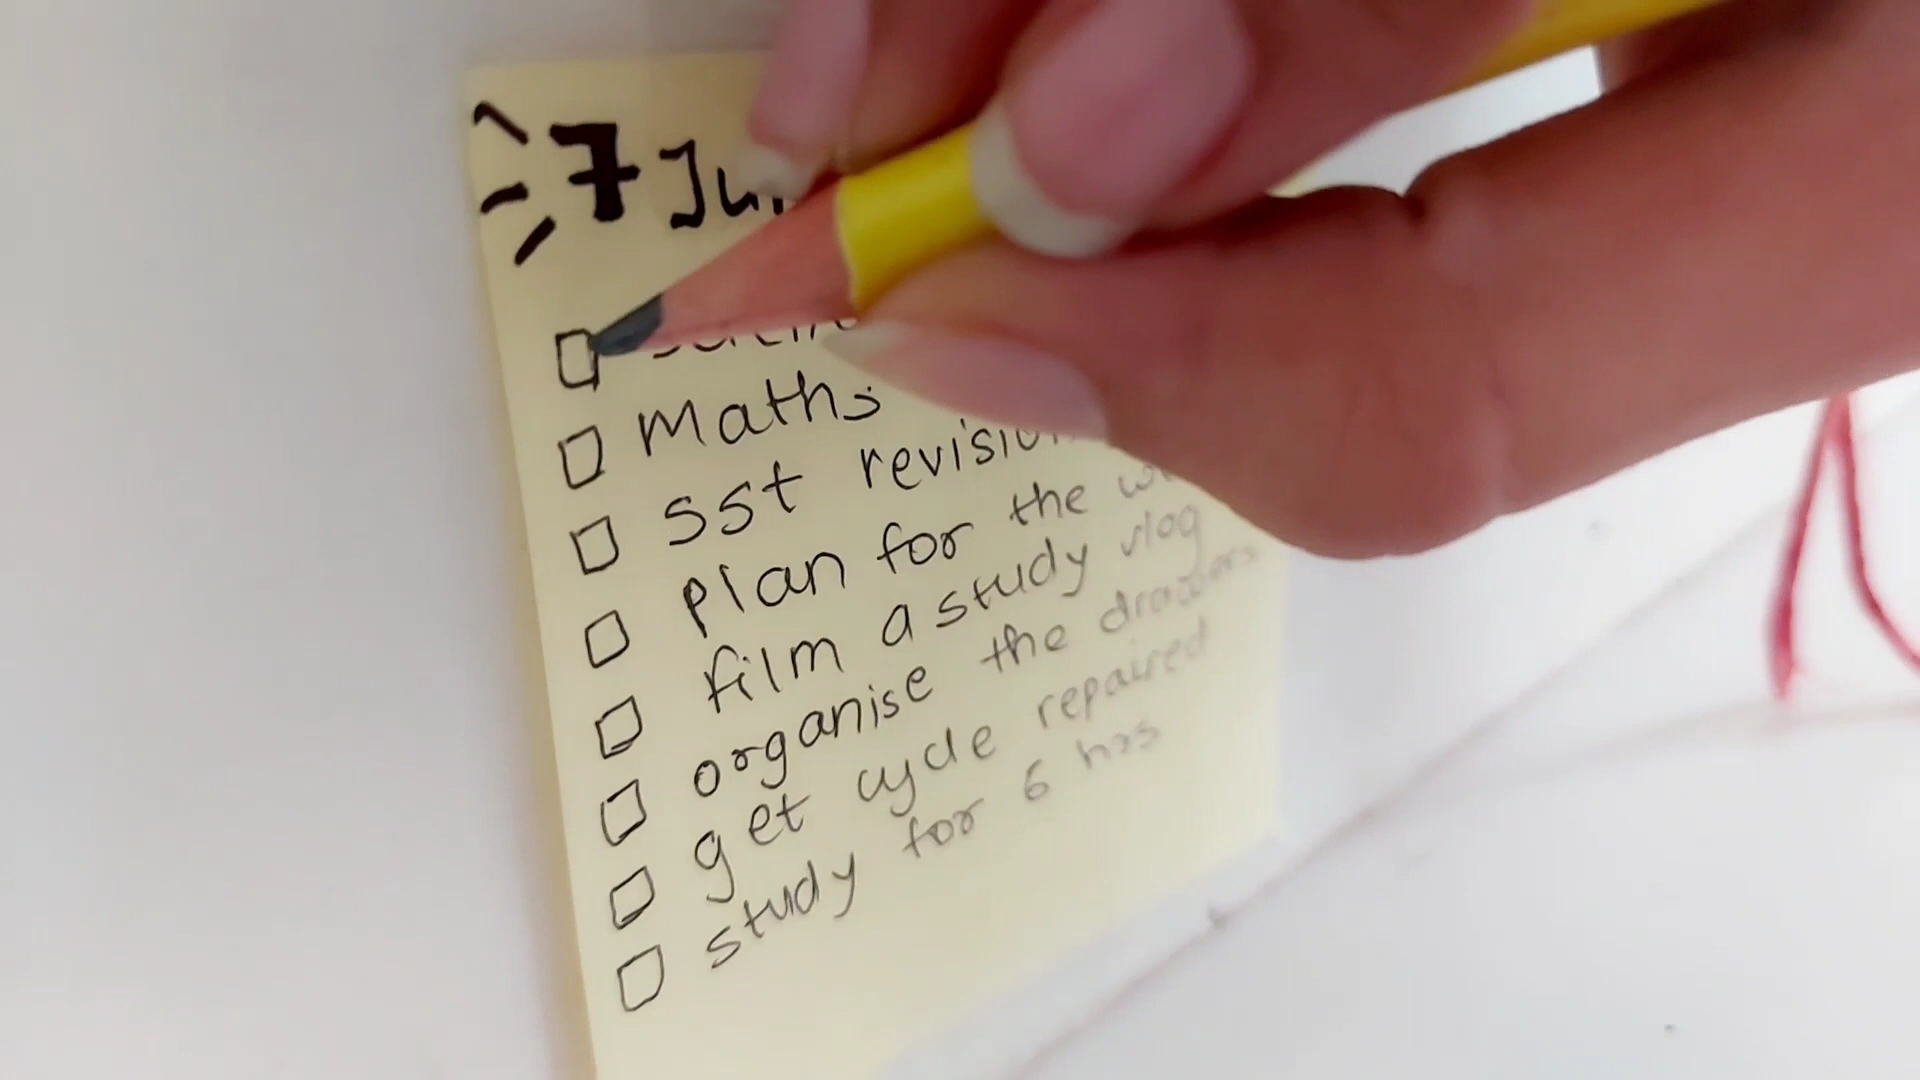 7
Maths
sst
plan for the
film a study vlog
organise the drawers
get cycle repaired
study for 6 hrs